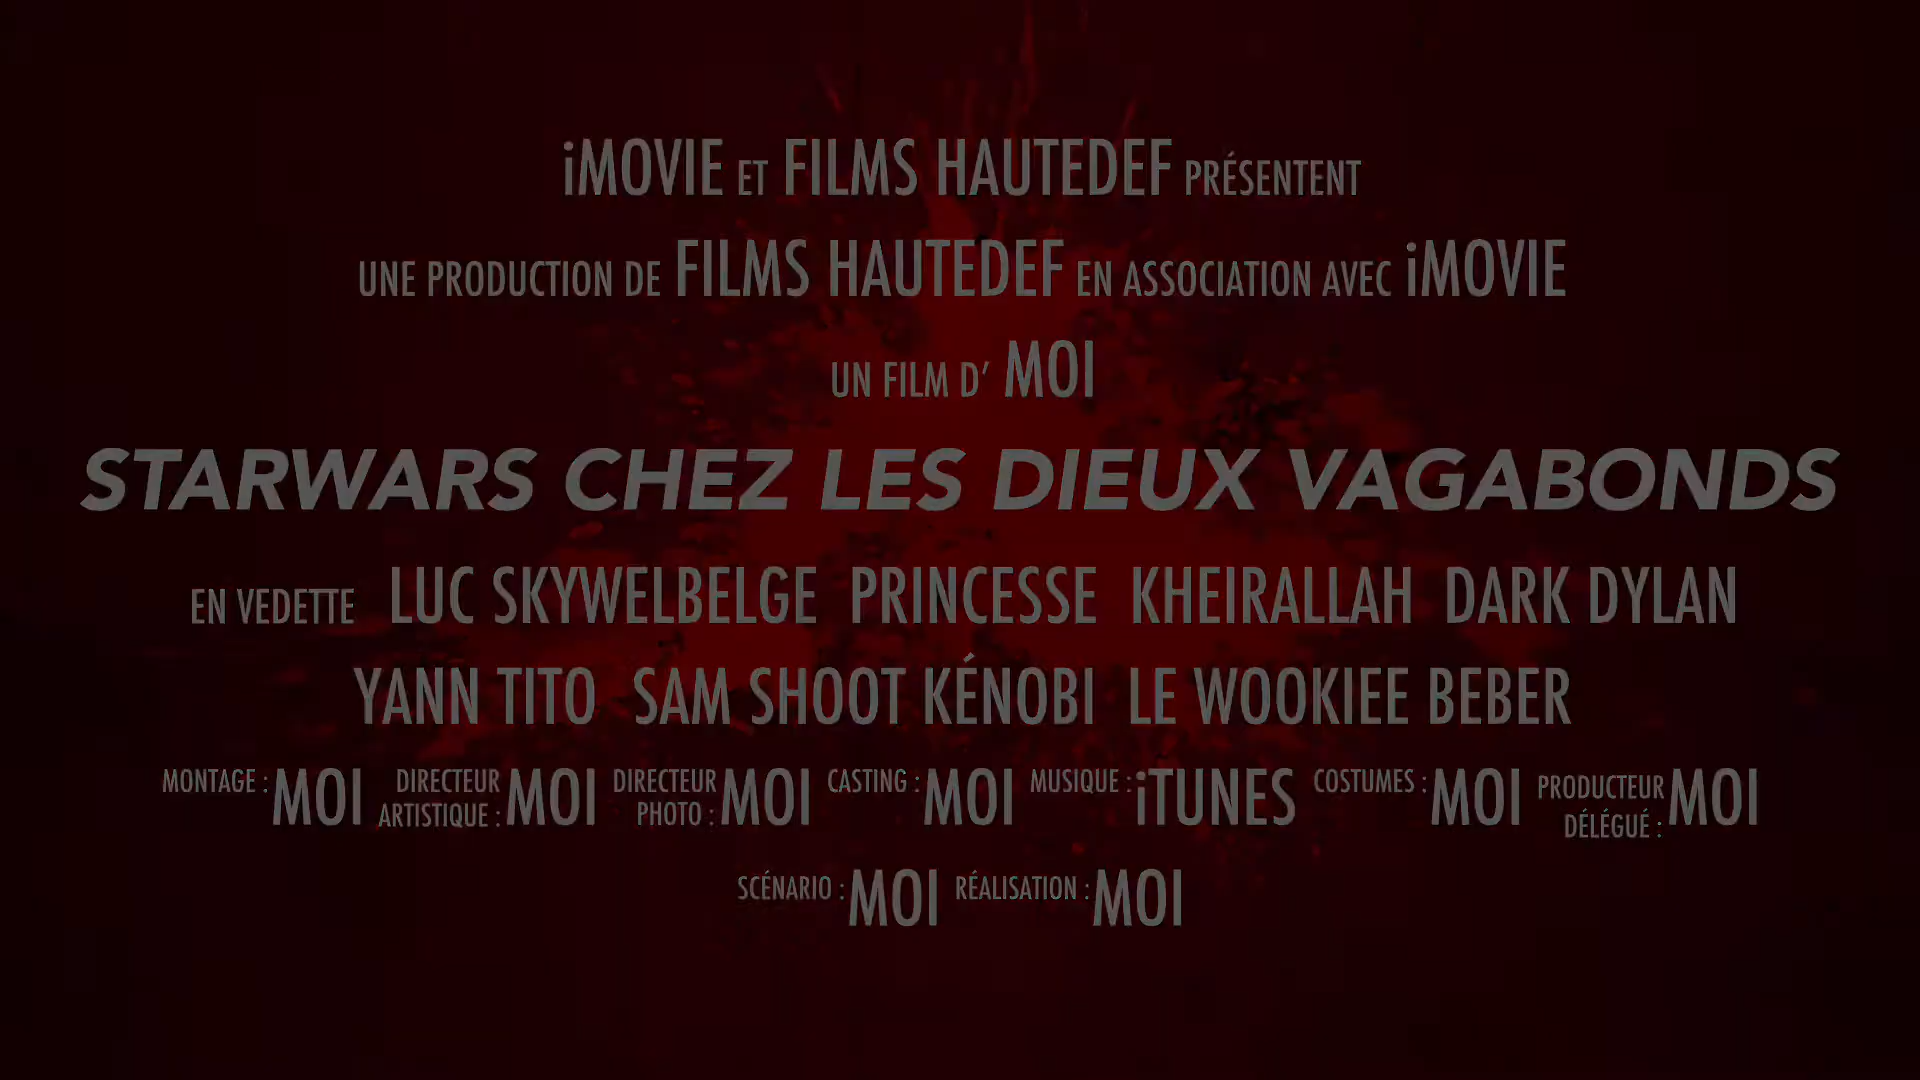 iMOVIE ET FILMS HAUTEDEF PRÉSENTENT
UNE PRODUCTION DE FILMS HAUTEDEF EN ASSOCIATION AVEC iMOVIE
UN FILM D’ MOI
STARWARS CHEZ LES DIEUX VAGABONDS
EN VEDETTE LUC SKYWELBELGE PRINCESSE KHEIRALLAH DARK DYLAN
YANN TITO SAM SHOOT KÉNOBI LE WOOKIEE BEBER
MONTAGE : MOI DIRECTEUR ARTISTIQUE : MOI DIRECTEUR PHOTO : MOI CASTING : MOI MUSIQUE : iTUNES COSTUMES : MOI PRODUCTEUR DÉLÉGUÉ : MOI
SCÉNARIO : MOI RÉALISATION : MOI